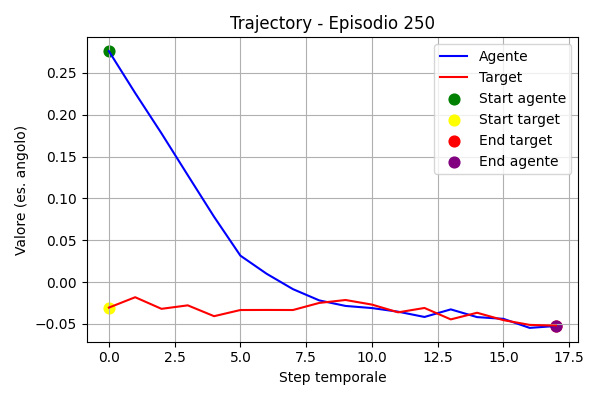 Trajectory - Episodio 250
Valore (es. angolo)
0.25
0.20
0.15
0.10
0.05
0.00
−0.05
Agente
Target
Start agente
Start target
End target
End agente
0.0 2.5 5.0 7.5 10.0 12.5 15.0 17.5
Step temporale